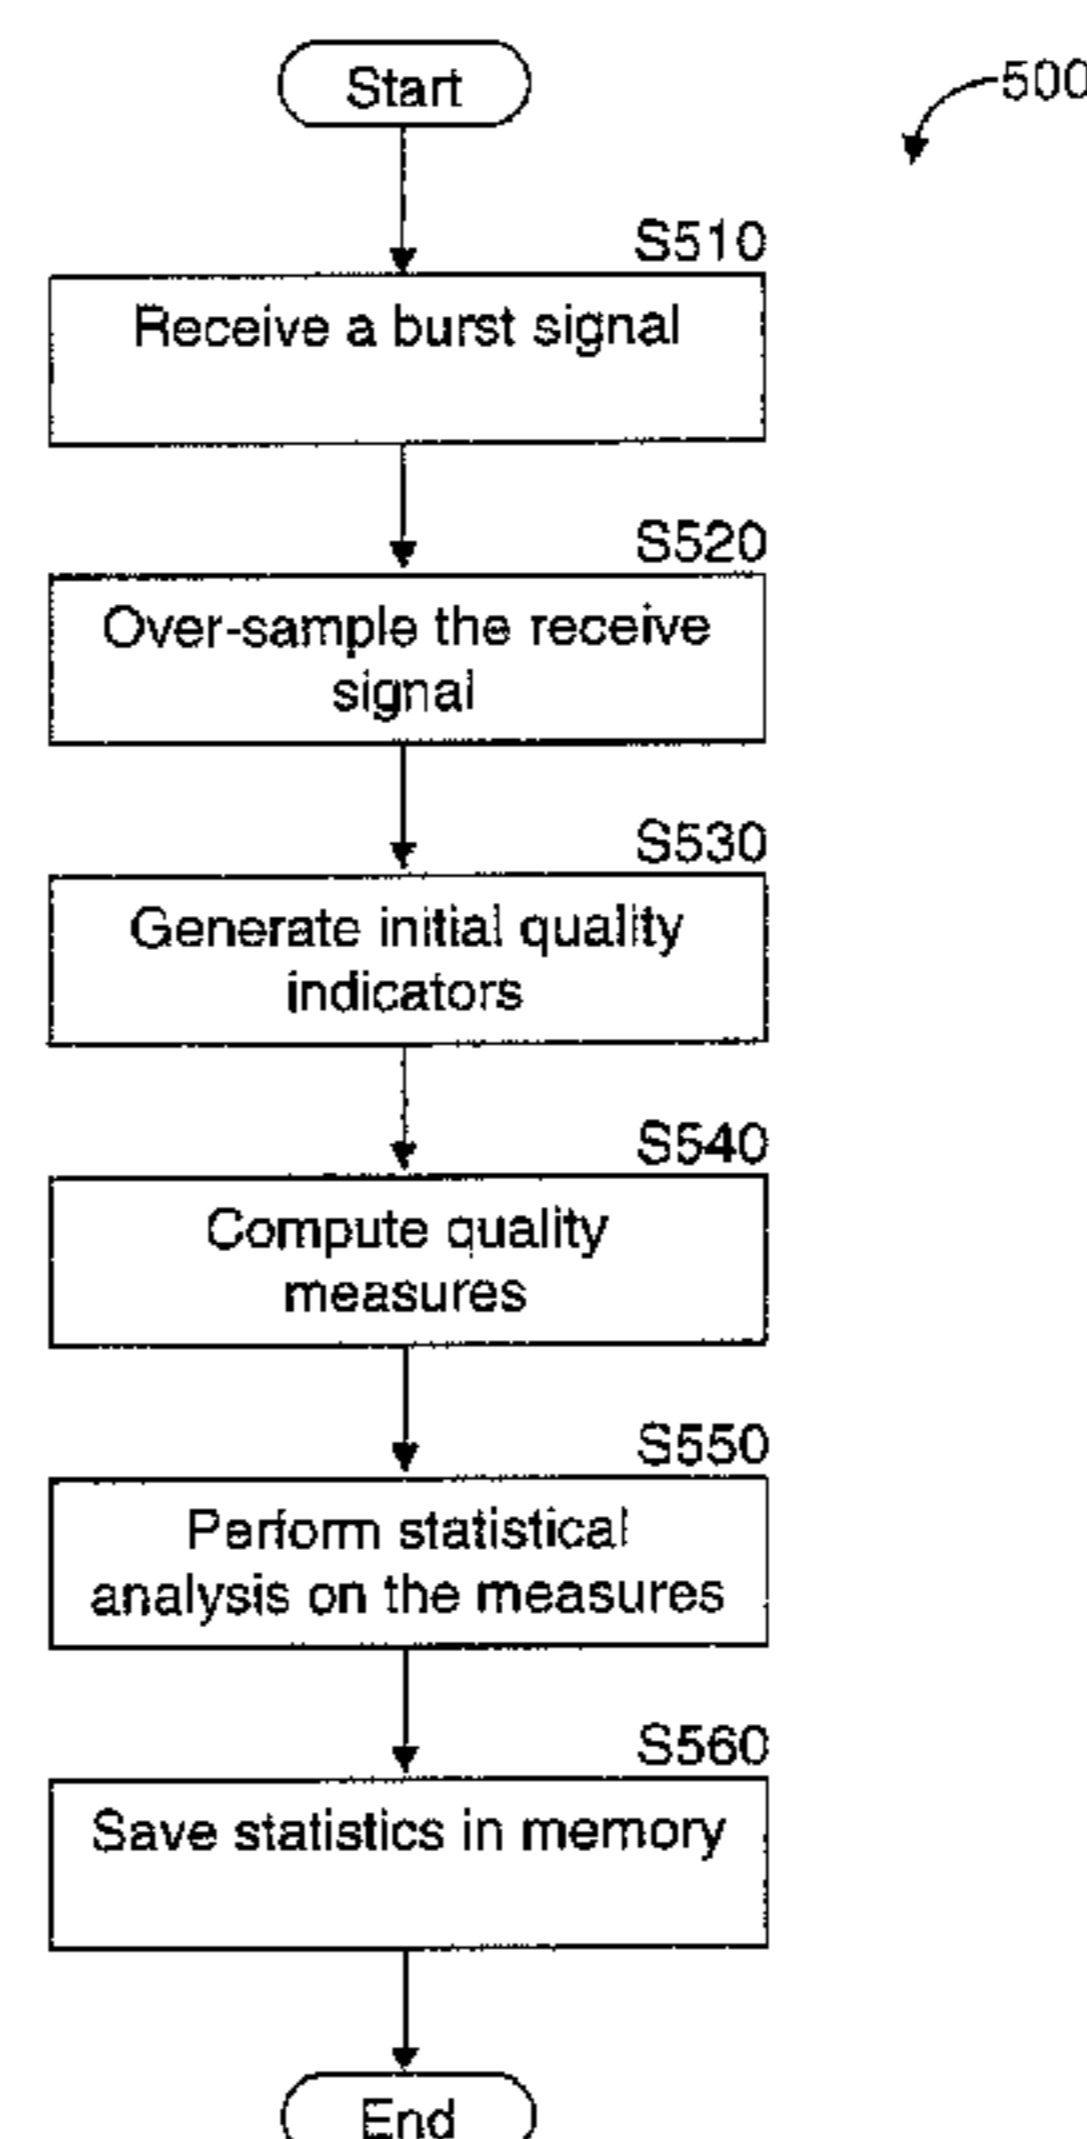 Start
500
S510
Receive a burst signal
S520
Over-sample the receive
signal
S530
Generate initial quality
indicators
S540
Compute quality
measures
S550
Perform statistical
analysis on the measures
S560
Save statistics in memory
End